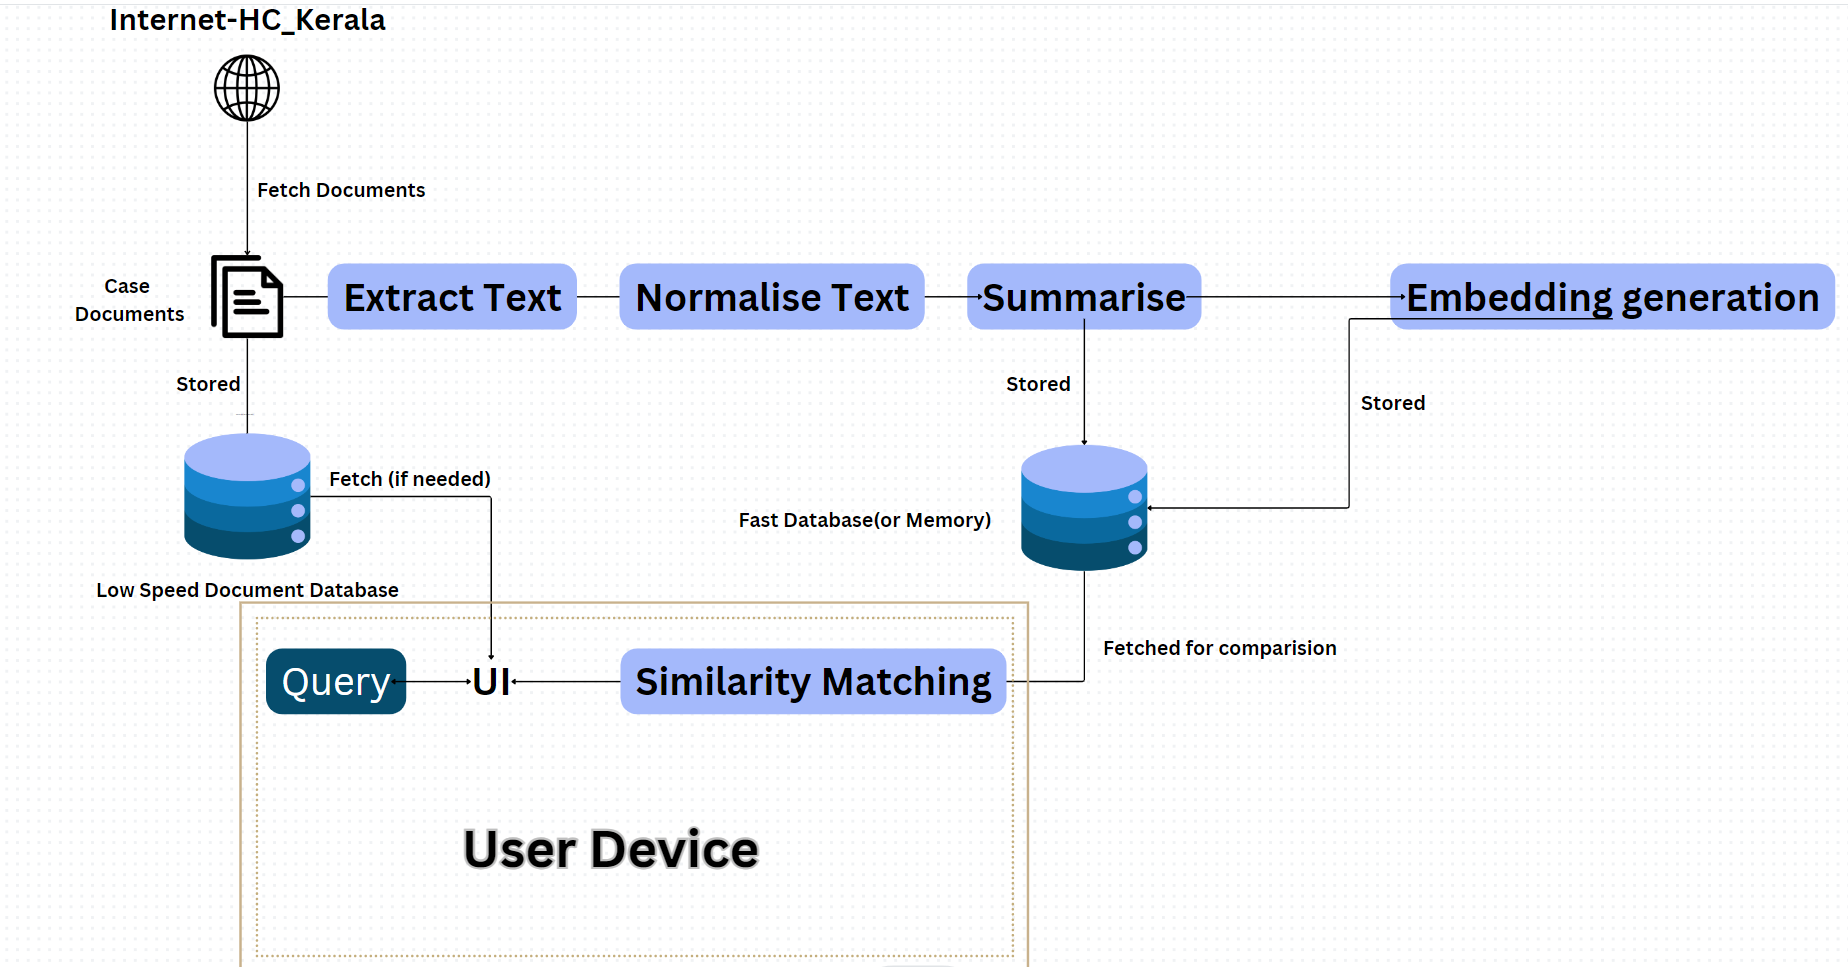 Internet-HC_Kerala
Fetch Documents
Case
Documents
Extract Text
Normalise Text
Summarise
Embedding generation
Stored
Stored
Stored
Fetch (if needed)
Fast Database(or Memory)
Low Speed Document Database
Fetched for comparision
Query
UI
Similarity Matching
User Device